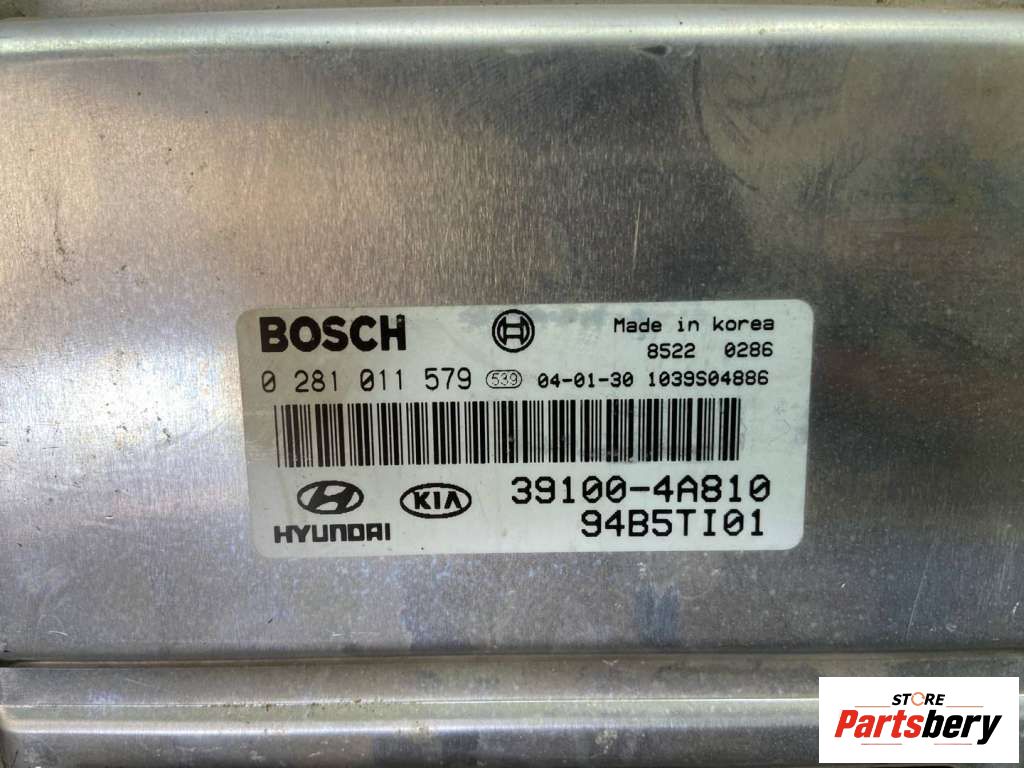 BOSCH Made in korea
8522 0286
0 281 011 579 539 04-01-30 1039S04886
HYUNDAI KIA 39100-4A810
94B5TI01
STORE
Partsbery